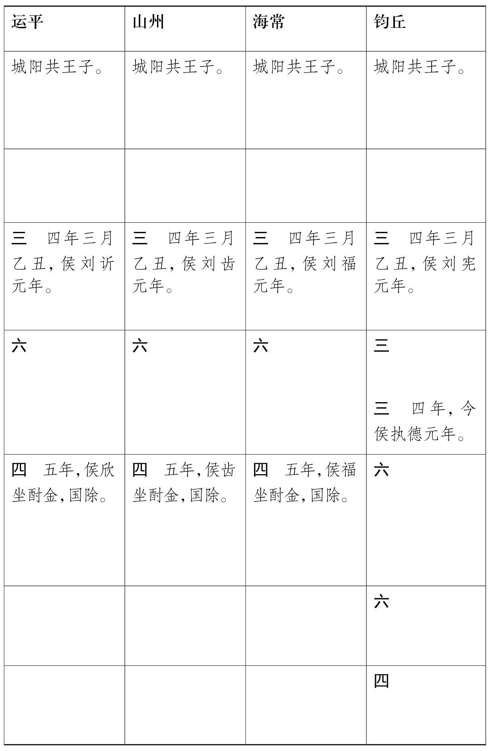 运平 山州 海常 钧丘
城阳共王子。 城阳共王子。 城阳共王子。 城阳共王子。
三 四年三月 三 四年三月 三 四年三月 三 四年三月
乙丑,侯刘䜣 乙丑,侯刘齿 乙丑,侯刘福 乙丑,侯刘宪
元年。 元年。 元年。 元年。
六 六 六 三
三 四年,今
侯执德元年。
四 五年,侯欣 四 五年,侯齿 四 五年,侯福 六
坐酎金,国除。 坐酎金,国除。 坐酎金,国除。
六
四